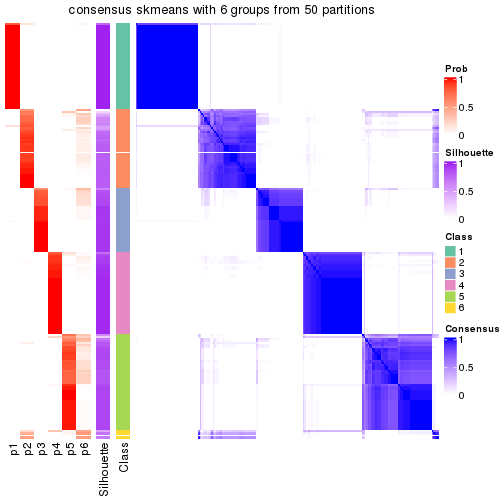 consensus skmeans with 6 groups from 50 partitions
Prob
1
0.5
0
Silhouette
1
0.5
0
Class
1
2
3
4
5
6
Consensus
1
0.5
0
p1
p2
p3
p4
p5
p6
Silhouette
Class